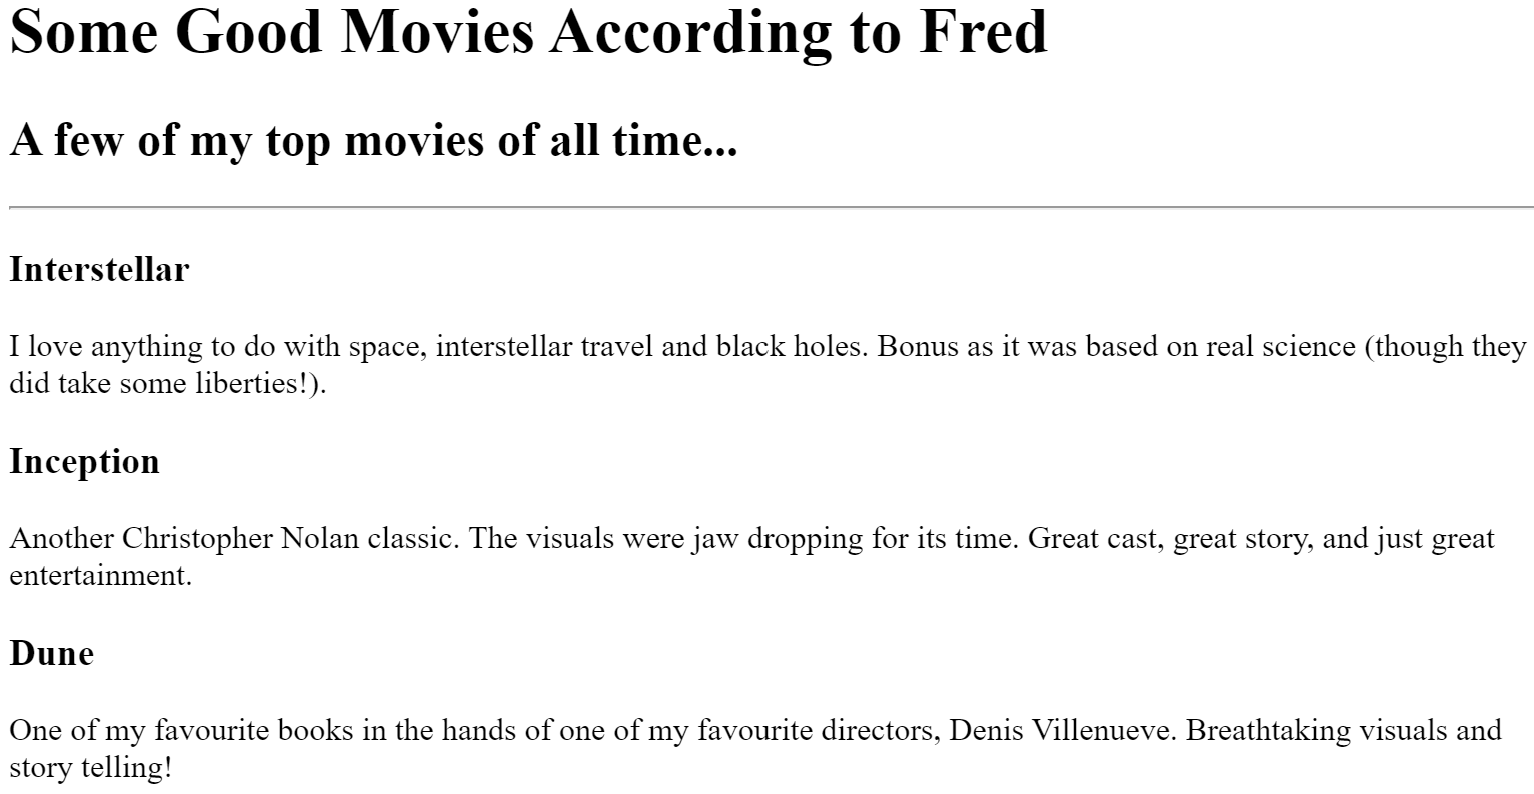 Some Good Movies According to Fred
A few of my top movies of all time...
Interstellar
I love anything to do with space, interstellar travel and black holes. Bonus as it was based on real science (though they
did take some liberties!).
Inception
Another Christopher Nolan classic. The visuals were jaw dropping for its time. Great cast, great story, and just great
entertainment.
Dune
One of my favourite books in the hands of one of my favourite directors, Denis Villenueve. Breathtaking visuals and
story telling!